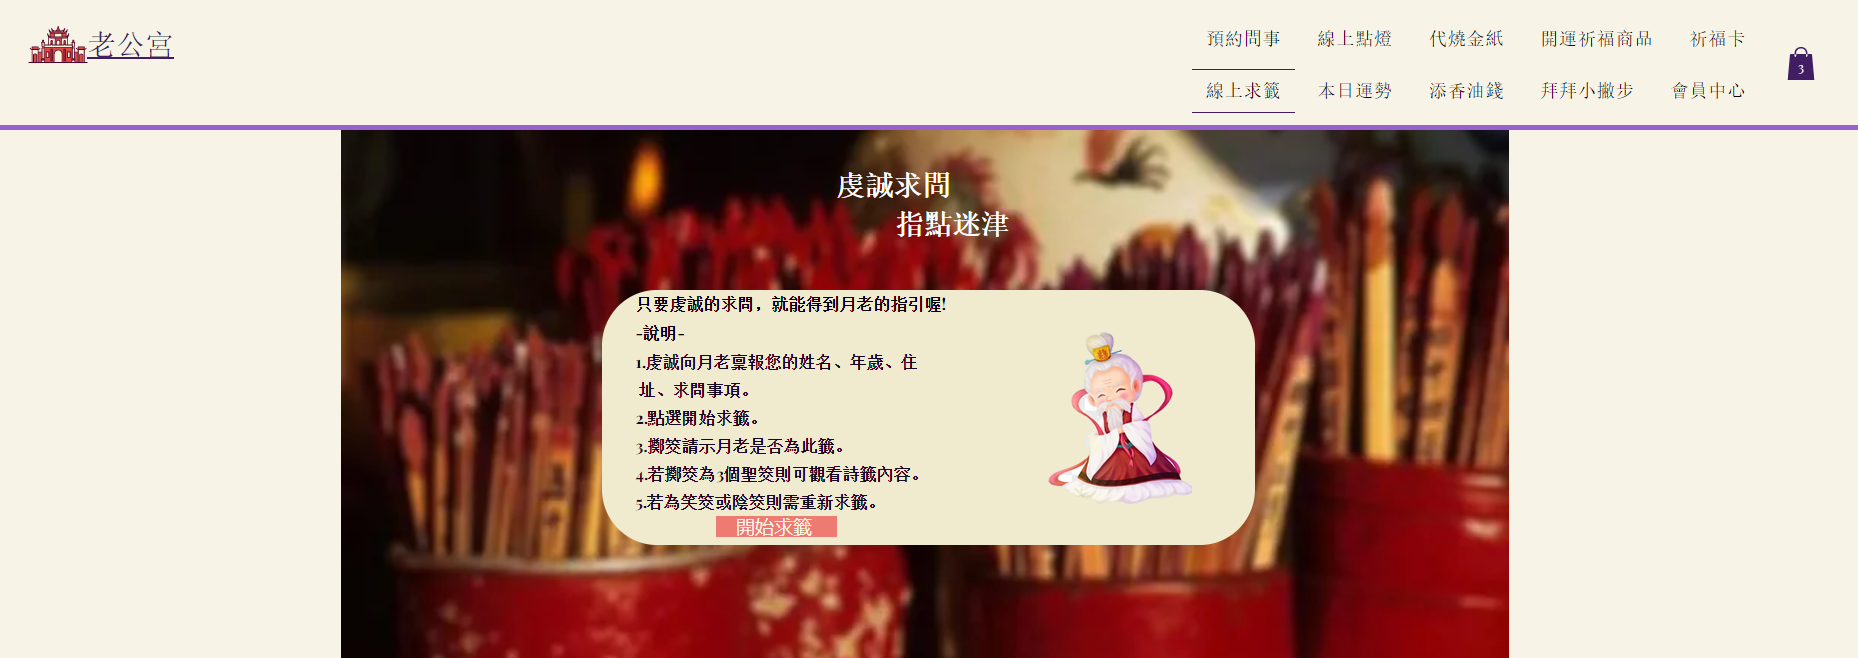 老公宮
預約問事 線上點燈 代燒金紙 開運祈福商品 祈福卡
3
線上求籤 本日運勢 添香油錢 拜拜小撇步 會員中心
虔誠求問
指點迷津
只要虔誠的求問，就能得到月老的指引喔!
-說明-
1.虔誠向月老稟報您的姓名、年歲、住
址、求問事項。
2.點選開始求籤。
3.擲筊請示月老是否為此籤。
4.若擲筊為3個聖筊則可觀看詩籤內容。
5.若為笑筊或陰筊則需重新求籤。
開始求籤